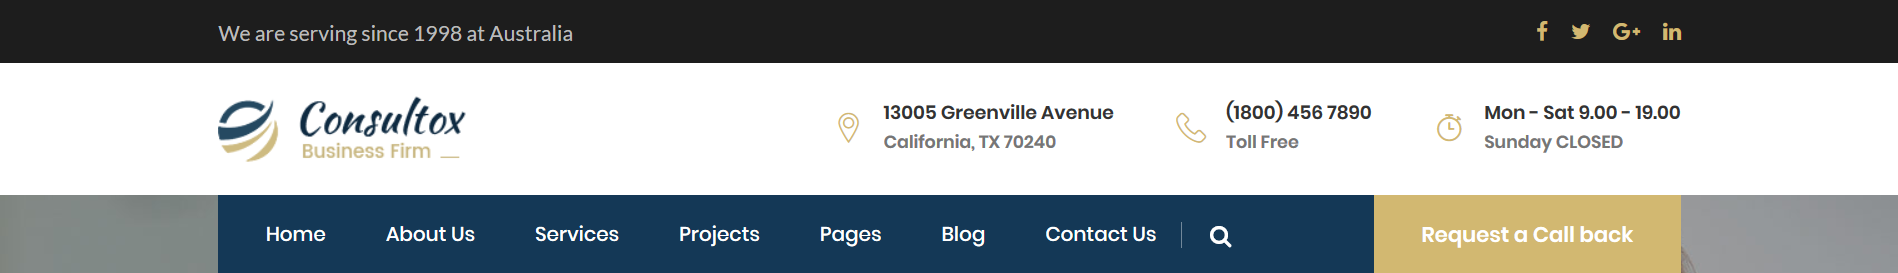 We are serving since 1998 at Australia
Consultox
Business Firm
13005 Greenville Avenue
California, TX 70240
(1800) 456 7890
Toll Free
Mon - Sat 9.00 - 19.00
Sunday CLOSED
Home About Us Services Projects Pages Blog Contact Us Request a Call back